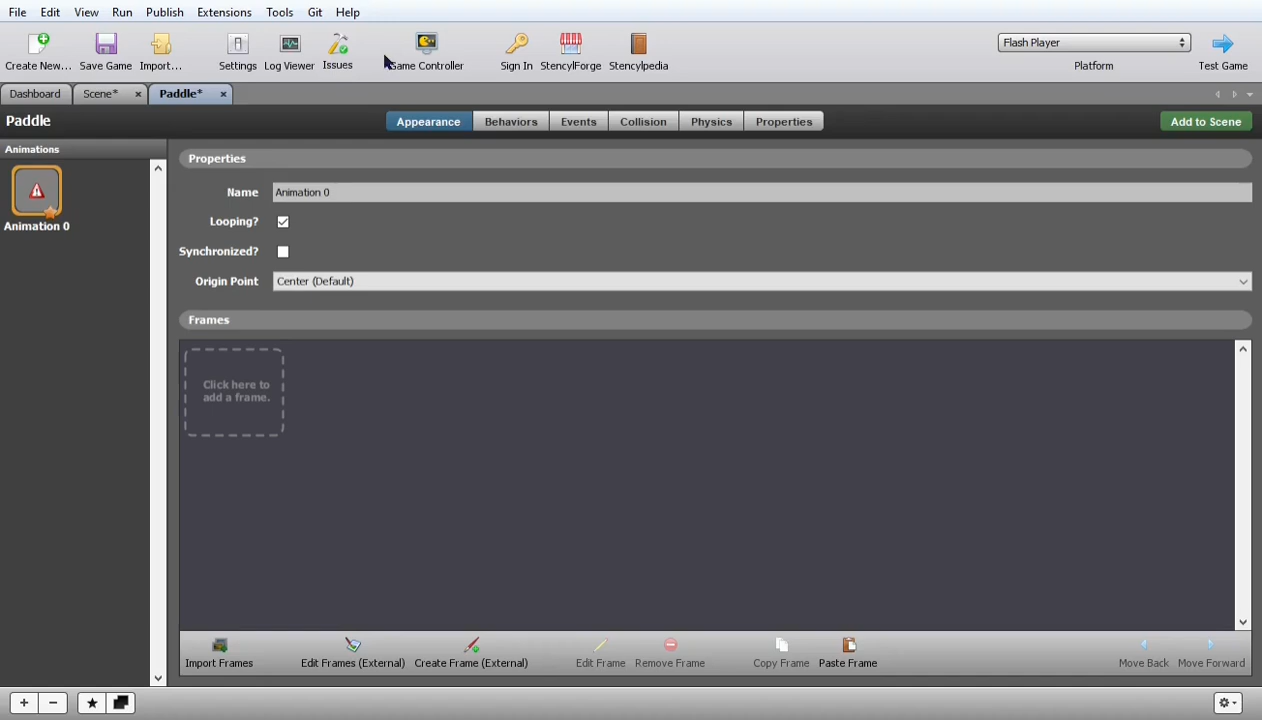 File Edit View Run Publish Extensions Tools Git Help
Create New... Save Game Import... Settings Log Viewer Issues Game Controller Sign In StencylForge Stencylpedia Flash Player Platform Test Game
Dashboard Scene* Paddle*
Paddle Appearance Behaviors Events Collision Physics Properties Add to Scene
Animations
Animation 0
Properties
Name Animation 0
Looping?
Synchronized?
Origin Point Center (Default)
Frames
Click here to
add a frame.
Import Frames Edit Frames (External) Create Frame (External) Edit Frame Remove Frame Copy Frame Paste Frame Move Back Move Forward